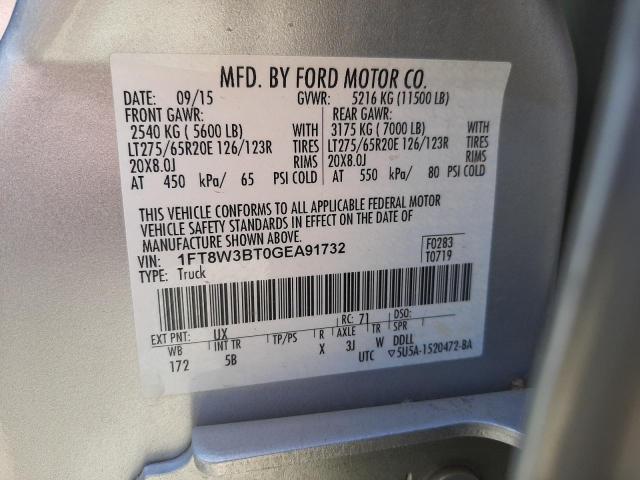 MFD. BY FORD MOTOR CO.
DATE: 09/15 GVWR: 5216 KG (11500 LB)
FRONT GAWR: REAR GAWR:
2540 KG ( 5600 LB) WITH 3175 KG ( 7000 LB) WITH
LT275/65R20E 126/123R TIRES LT275/65R20E 126/123R TIRES
20X8.0J RIMS 20X8.0J RIMS
AT 450 kPa/ 65 PSI COLD AT 550 kPa/ 80 PSI COLD
THIS VEHICLE CONFORMS TO ALL APPLICABLE FEDERAL MOTOR
VEHICLE SAFETY STANDARDS IN EFFECT ON THE DATE OF
MANUFACTURE SHOWN ABOVE.
VIN: 1FT8W3BT0GEA91732 F0283
TYPE: Truck T0719
EXT PNT: UX RC: 71 DSO:
WB INT TR TP/PS R AXLE TR SPR
172 5B X 3J W DDLL
UTC ▽5U5A-1520472-BA